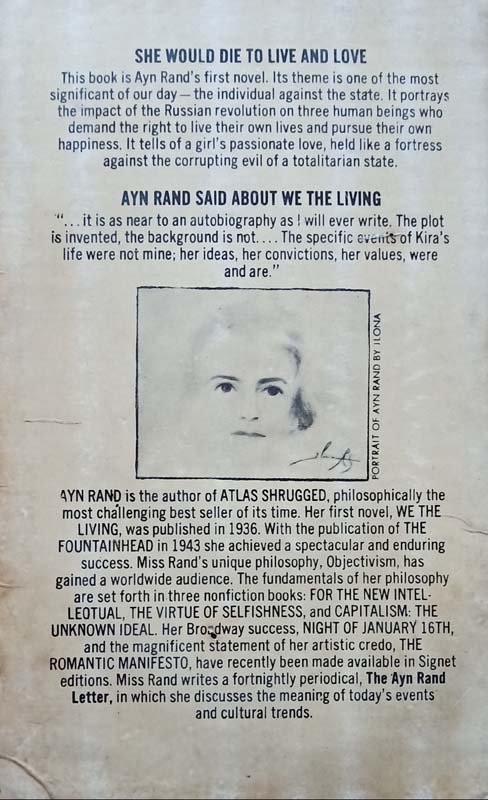 SHE WOULD DIE TO LIVE AND LOVE
This book is Ayn Rand's first novel. Its theme is one of the most
significant of our day — the individual against the state. It portrays
the impact of the Russian revolution on three human beings who
demand the right to live their own lives and pursue their own
happiness. It tells of a girl's passionate love, held like a fortress
against the corrupting evil of a totalitarian state.
AYN RAND SAID ABOUT WE THE LIVING
"...it is as near to an autobiography as I will ever write. The plot
is invented, the background is not.... The specific events of Kira's
life were not mine; her ideas, her convictions, her values, were
and are."
PORTRAIT OF AYN RAND BY ILONA
AYN RAND is the author of ATLAS SHRUGGED, philosophically the
most challenging best seller of its time. Her first novel, WE THE
LIVING, was published in 1936. With the publication of THE
FOUNTAINHEAD in 1943 she achieved a spectacular and enduring
success. Miss Rand's unique philosophy, Objectivism, has
gained a worldwide audience. The fundamentals of her philosophy
are set forth in three nonfiction books: FOR THE NEW INTEL-
LEOTUAL, THE VIRTUE OF SELFISHNESS, and CAPITALISM: THE
UNKNOWN IDEAL. Her Broadway success, NIGHT OF JANUARY 16TH,
and the magnificent statement of her artistic credo, THE
ROMANTIC MANIFESTO, have recently been made available in Signet
editions. Miss Rand writes a fortnightly periodical, The Ayn Rand
Letter, in which she discusses the meaning of today's events
and cultural trends.